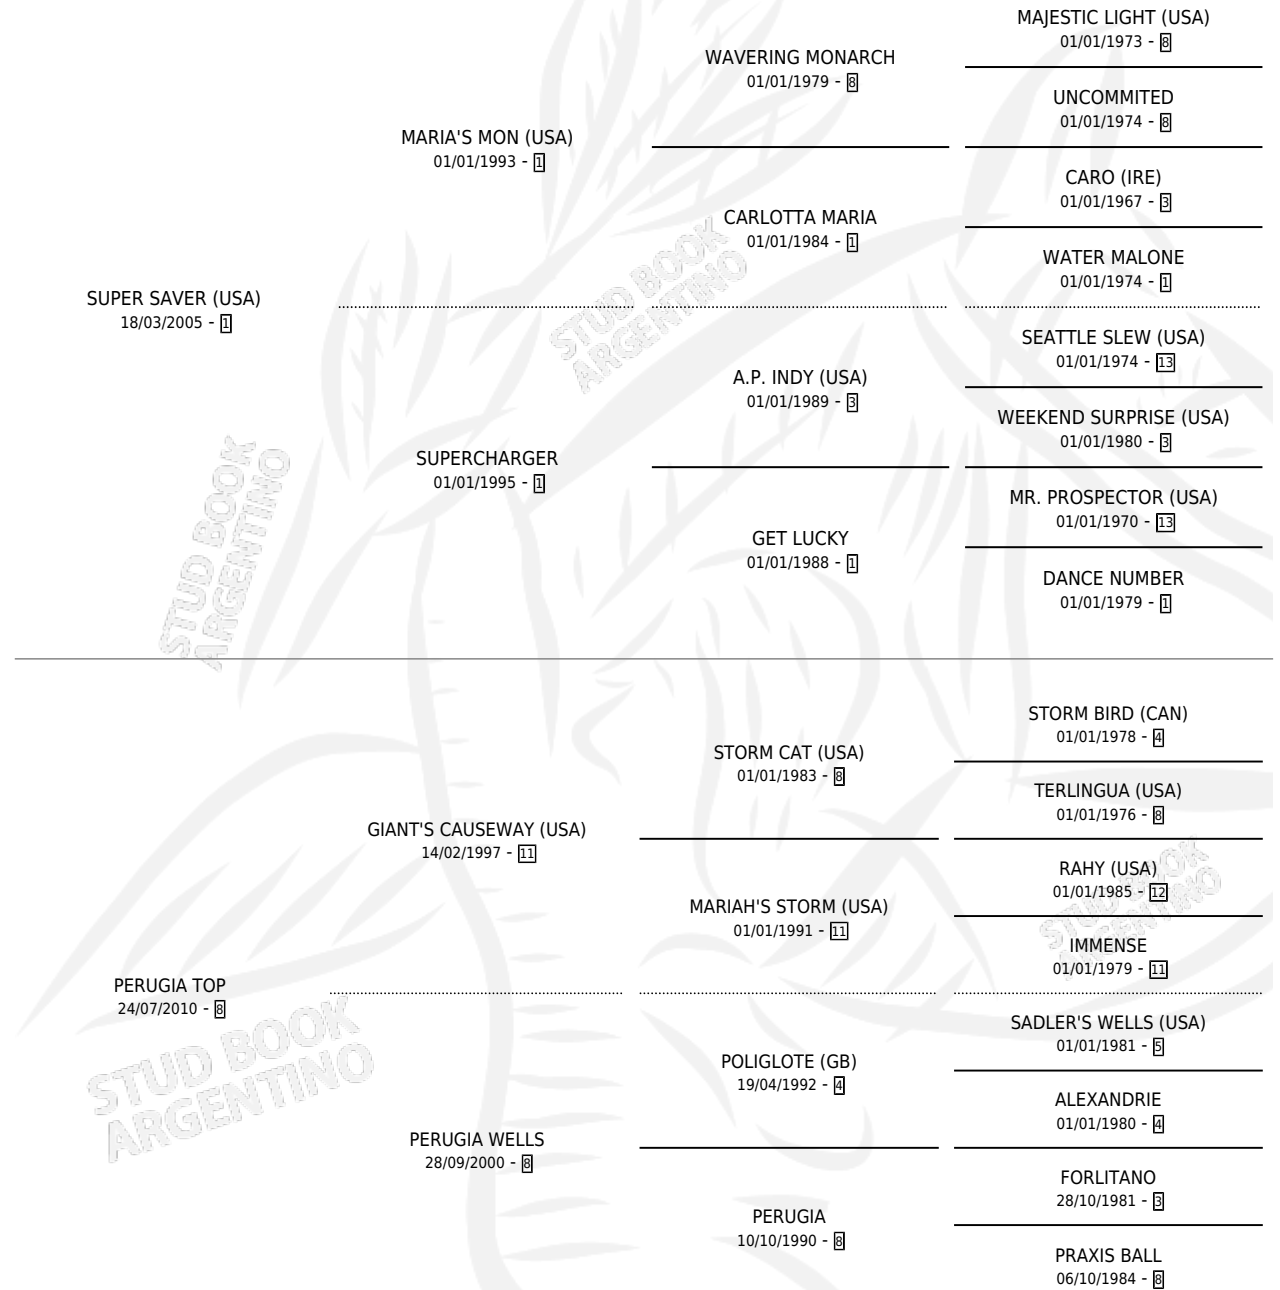 MAJESTIC LIGHT (USA)
01/01/1973 - 8
WAVERING MONARCH
01/01/1979 - 8
UNCOMMITED
01/01/1974 - 8
MARIA'S MON (USA)
01/01/1993 - 1
CARO (IRE)
01/01/1967 - 3
CARLOTTA MARIA
01/01/1984 - 1
WATER MALONE
01/01/1974 - 1
SUPER SAVER (USA)
18/03/2005 - 1
SEATTLE SLEW (USA)
01/01/1974 - 13
A.P. INDY (USA)
01/01/1989 - 3
WEEKEND SURPRISE (USA)
01/01/1980 - 3
SUPERCHARGER
01/01/1995 - 1
MR. PROSPECTOR (USA)
01/01/1970 - 13
GET LUCKY
01/01/1988 - 1
DANCE NUMBER
01/01/1979 - 1
STORM BIRD (CAN)
01/01/1978 - 4
STORM CAT (USA)
01/01/1983 - 8
TERLINGUA (USA)
01/01/1976 - 8
GIANT'S CAUSEWAY (USA)
14/02/1997 - 11
RAHY (USA)
01/01/1985 - 12
MARIAH'S STORM (USA)
01/01/1991 - 11
IMMENSE
01/01/1979 - 11
PERUGIA TOP
24/07/2010 - 8
SADLER'S WELLS (USA)
01/01/1981 - 5
POLIGLOTE (GB)
19/04/1992 - 4
ALEXANDRIE
01/01/1980 - 4
PERUGIA WELLS
28/09/2000 - 8
FORLITANO
28/10/1981 - 3
PERUGIA
10/10/1990 - 8
PRAXIS BALL
06/10/1984 - 8
STUD BOOK
ARGENTINO
STUD BOOK
ARGENTINO
STUD BOOK
ARGENTINO
STUD BOOK
ARGENTINO